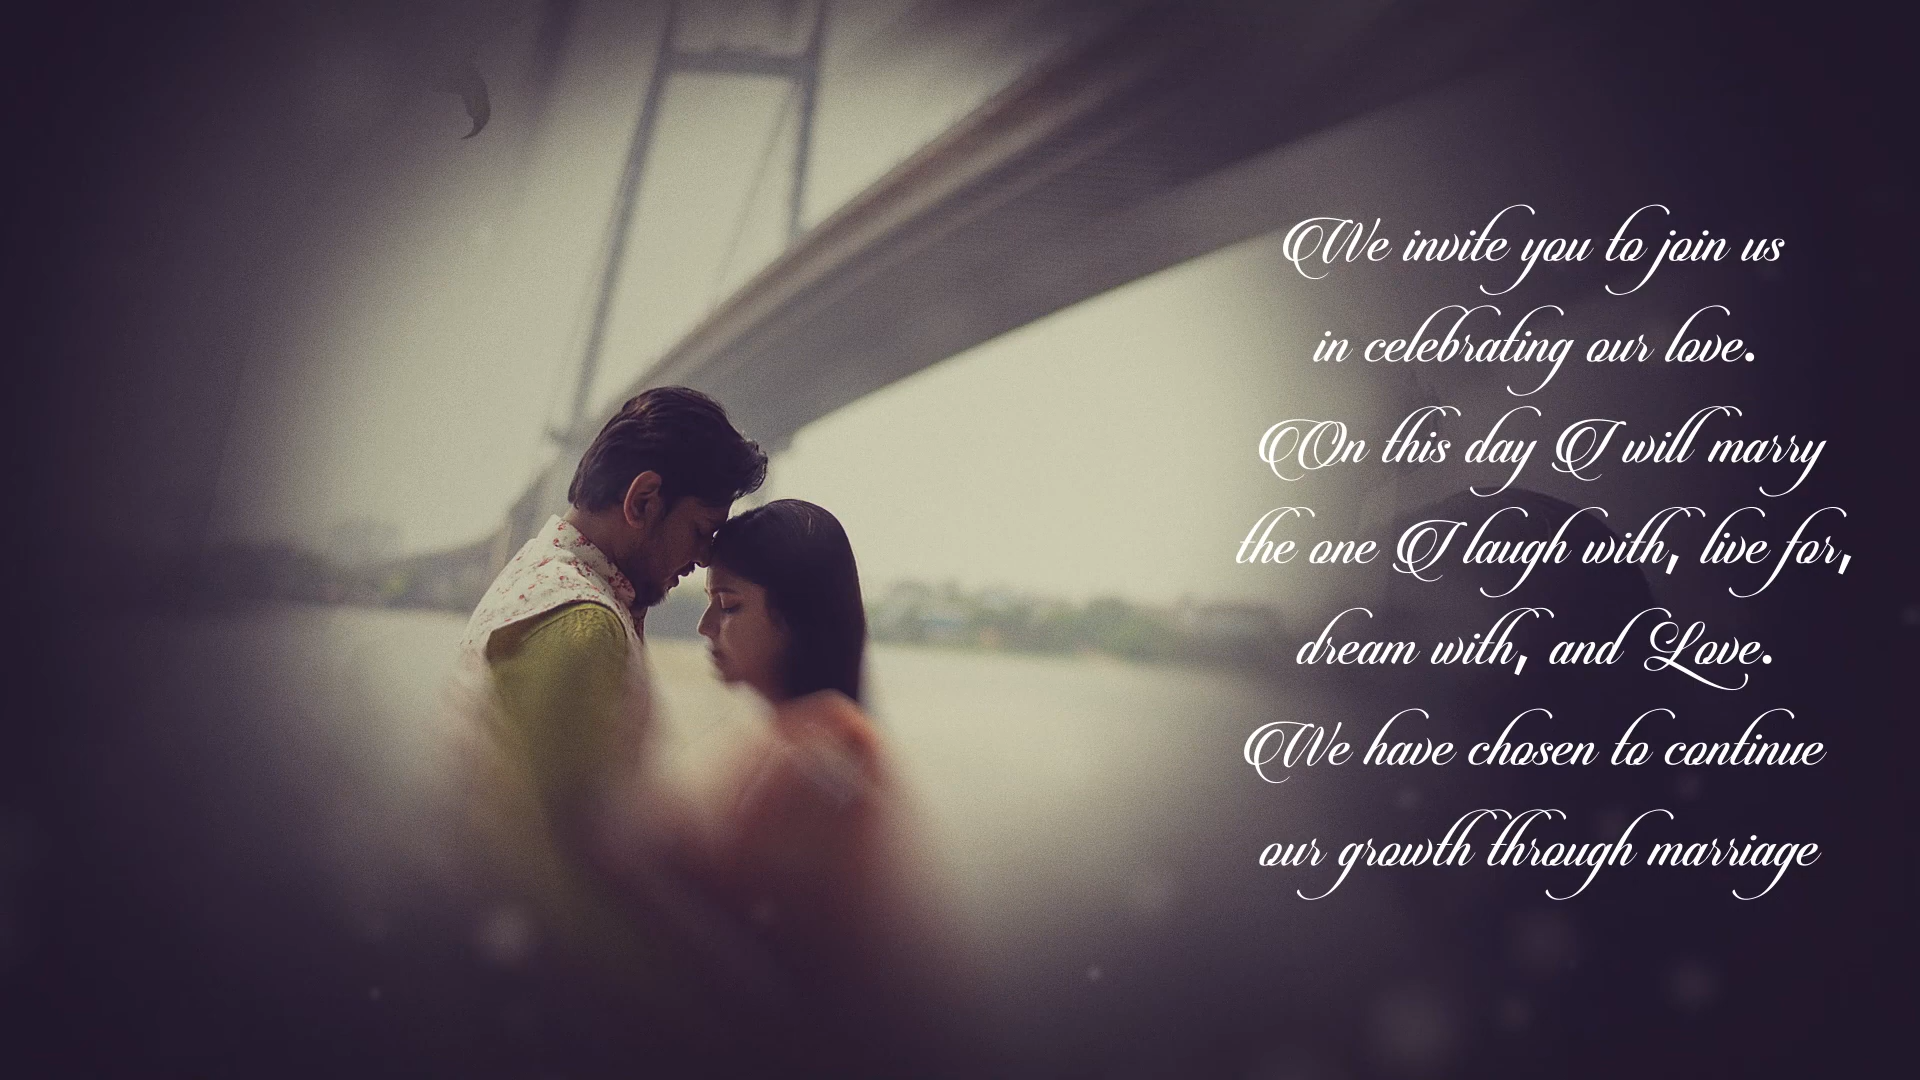 We invite you to join us
in celebrating our love.
On this day I will marry
the one I laugh with, live for,
dream with, and Love.
We have chosen to continue
our growth through marriage